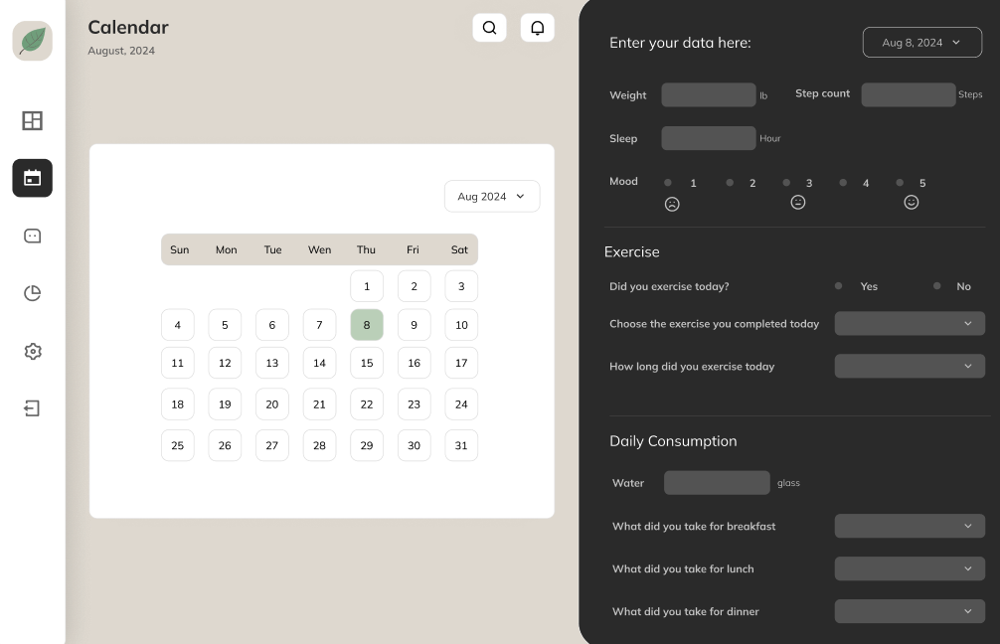 Calendar
August, 2024
Aug 2024
Sun Mon Tue Wen Thu Fri Sat
1 2 3
4 5 6 7 8 9 10
11 12 13 14 15 16 17
18 19 20 21 22 23 24
25 26 27 28 29 30 31
Enter your data here:
Aug 8, 2024
Weight lb Step count Steps
Sleep Hour
Mood 1 2 3 4 5
Exercise
Did you exercise today? Yes No
Choose the exercise you completed today
How long did you exercise today
Daily Consumption
Water glass
What did you take for breakfast
What did you take for lunch
What did you take for dinner